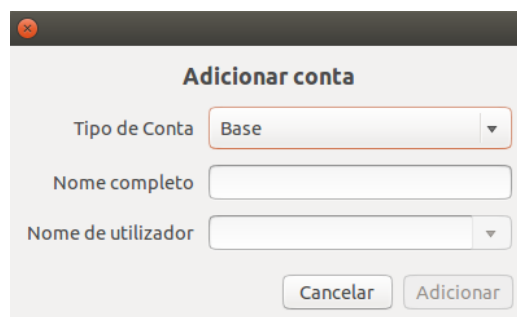 Adicionar conta
Tipo de Conta Base
Nome completo
Nome de utilizador
Cancelar Adicionar